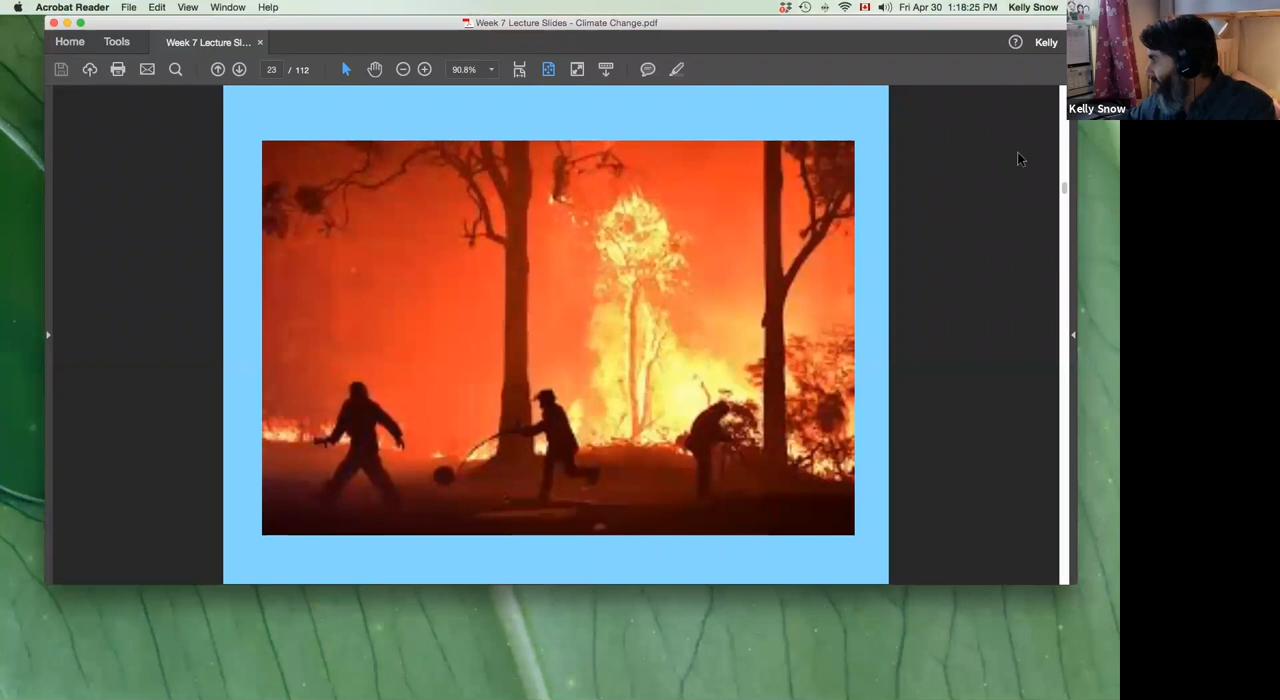 Acrobat Reader File Edit View Window Help Fri Apr 30 1:18:25 PM Kelly Snow
Week 7 Lecture Slides - Climate Change.pdf
Home Tools Week 7 Lecture Sl... × ? Kelly
23 / 112 90.8%
Kelly Snow